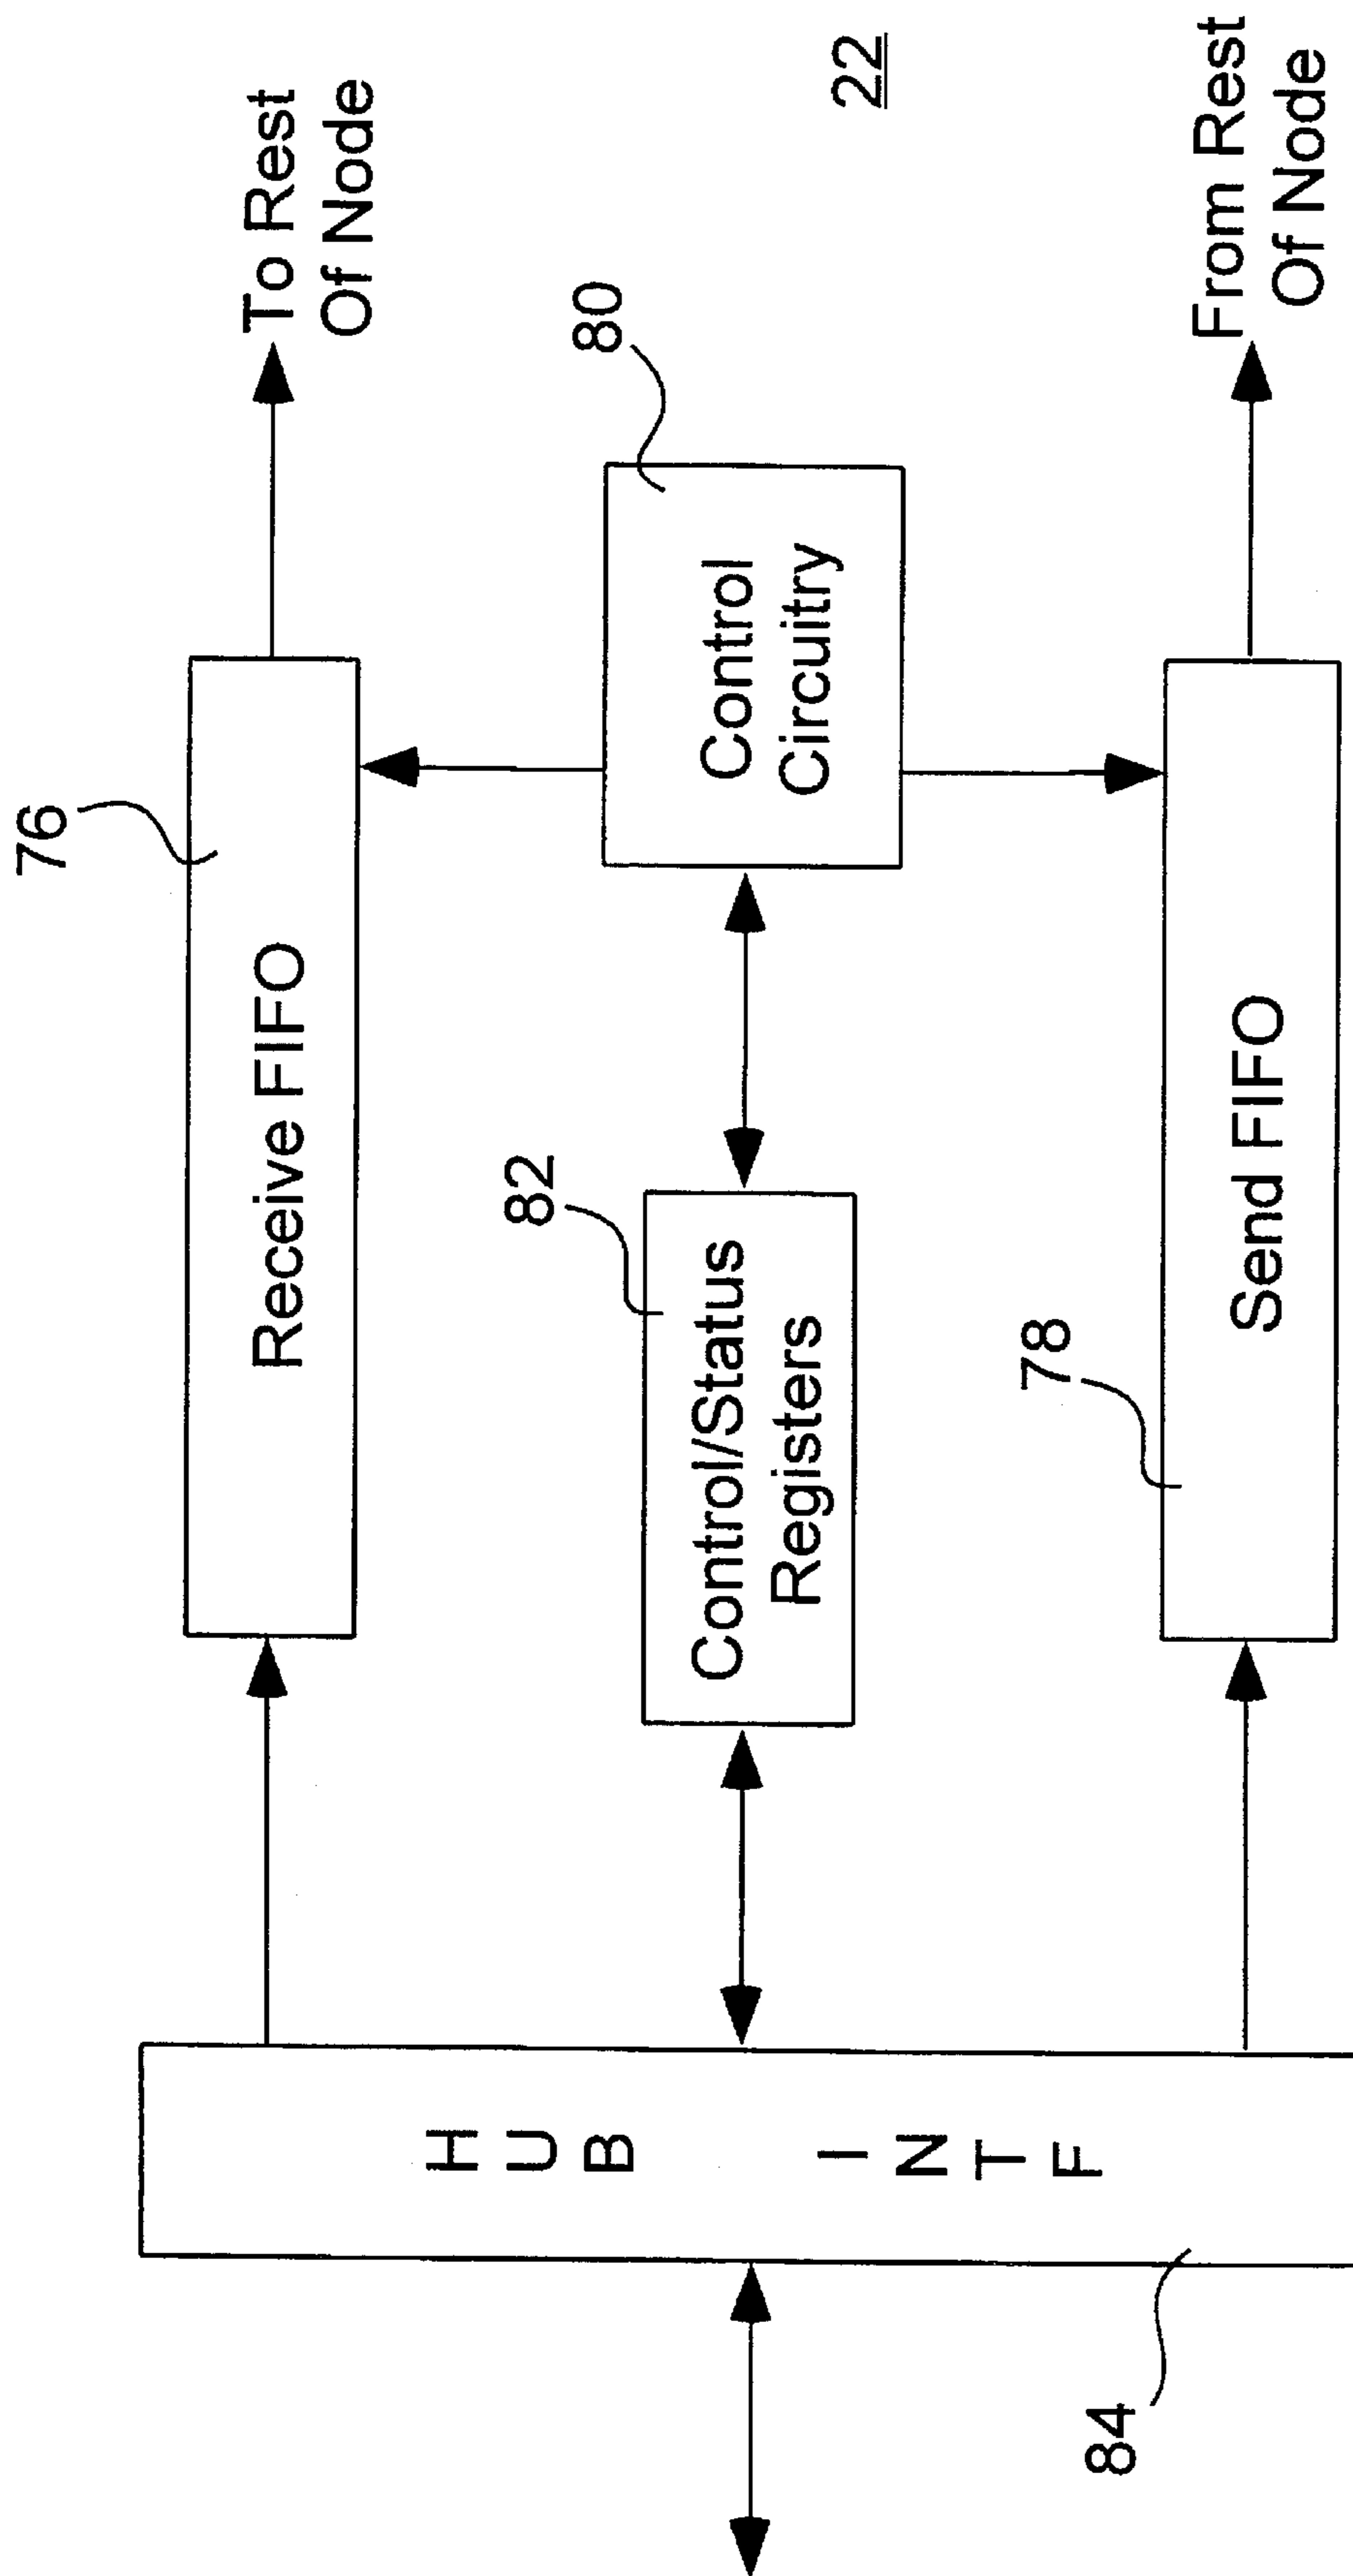 76
Receive FIFO
To Rest
Of Node
82
Control/Status
Registers
80
Control
Circuitry
22
HUB INTF
84
78
Send FIFO
From Rest
Of Node